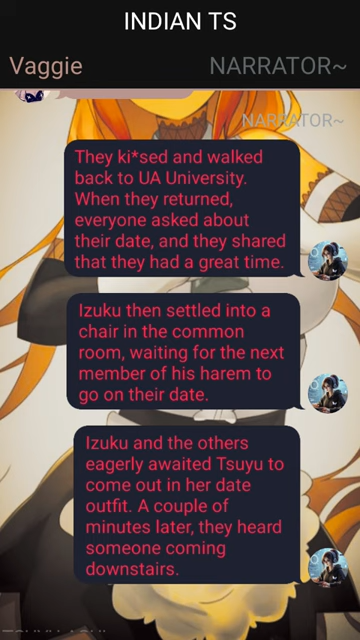 INDIAN TS
Vaggie
NARRATOR~
NARRATOR~
They ki*sed and walked
back to UA University.
When they returned,
everyone asked about
their date, and they shared
that they had a great time.
Izuku then settled into a
chair in the common
room, waiting for the next
member of his harem to
go on their date.
Izuku and the others
eagerly awaited Tsuyu to
come out in her date
outfit. A couple of
minutes later, they heard
someone coming
downstairs.